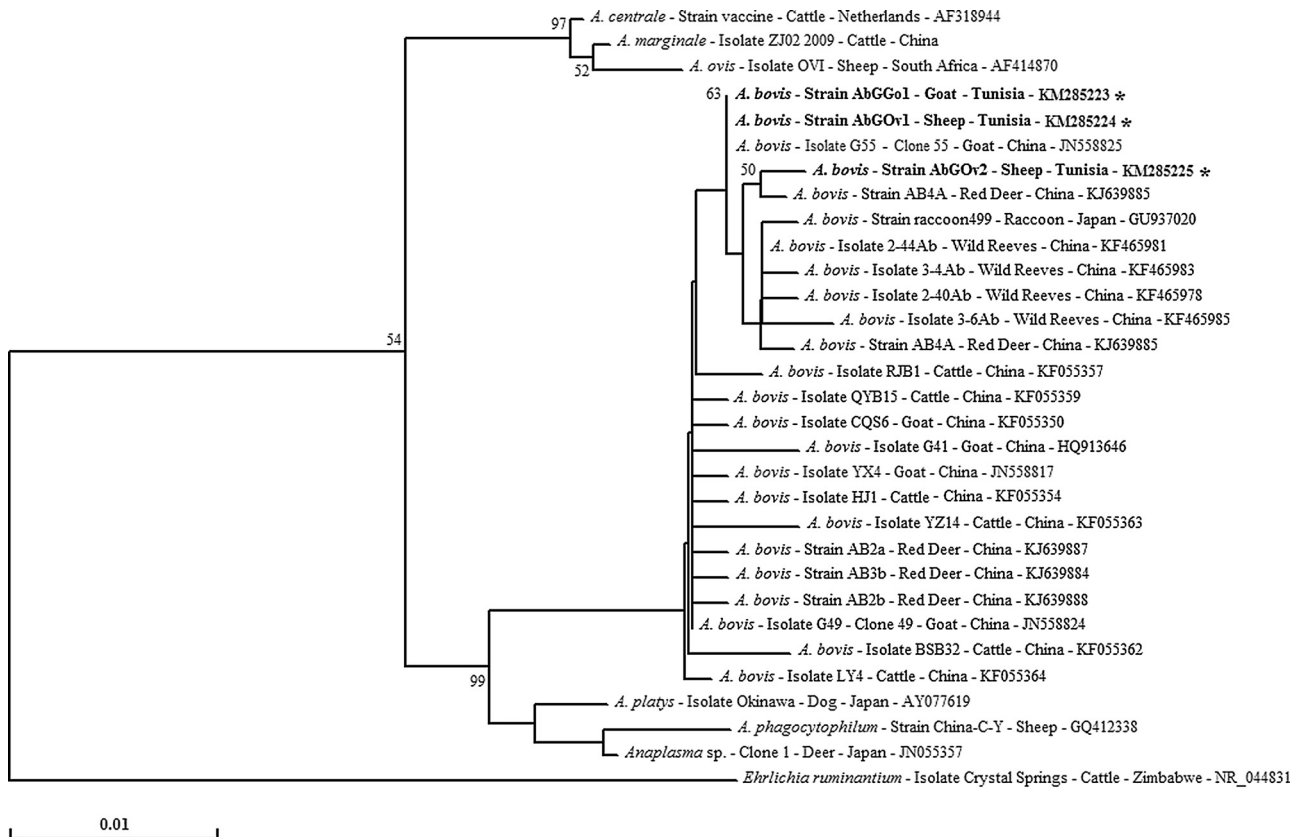 97
A. centrale - Strain vaccine - Cattle - Netherlands - AF318944
A. marginale - Isolate ZJ02 2009 - Cattle - China
52
A. ovis - Isolate OVI - Sheep - South Africa - AF414870
63
A. bovis - Strain AbGGo1 - Goat - Tunisia - KM285223 *
A. bovis - Strain AbGOv1 - Sheep - Tunisia - KM285224 *
A. bovis - Isolate G55 - Clone 55 - Goat - China - JN558825
50
A. bovis - Strain AbGOv2 - Sheep - Tunisia - KM285225 *
A. bovis - Strain AB4A - Red Deer - China - KJ639885
A. bovis - Strain raccoon499 - Raccoon - Japan - GU937020
A. bovis - Isolate 2-44Ab - Wild Reeves - China - KF465981
A. bovis - Isolate 3-4Ab - Wild Reeves - China - KF465983
A. bovis - Isolate 2-40Ab - Wild Reeves - China - KF465978
A. bovis - Isolate 3-6Ab - Wild Reeves - China -KF465985
54
A. bovis - Strain AB4A - Red Deer - China - KJ639885
A. bovis - Isolate RJB1 - Cattle - China - KF055357
A. bovis - Isolate QYB15 - Cattle - China - KF055359
A. bovis - Isolate CQS6 - Goat - China - KF055350
A. bovis - Isolate G41 - Goat - China - HQ913646
A. bovis - Isolate YX4 - Goat - China - JN558817
A. bovis - Isolate HJ1 - Cattle - China - KF055354
A. bovis - Isolate YZ14 - Cattle - China - KF055363
A. bovis - Strain AB2a - Red Deer - China - KJ639887
A. bovis - Strain AB3b - Red Deer - China - KJ639884
A. bovis - Strain AB2b - Red Deer - China - KJ639888
A. bovis - Isolate G49 - Clone 49 - Goat - China - JN558824
A. bovis - Isolate BSB32 - Cattle - China - KF055362
A. bovis - Isolate LY4 - Cattle - China - KF055364
99
A. platys - Isolate Okinawa - Dog - Japan - AY077619
A. phagocytophilum - Strain China-C-Y - Sheep - GQ412338
Anaplasma sp. - Clone 1 - Deer - Japan - JN055357
Ehrlichia ruminantium - Isolate Crystal Springs - Cattle - Zimbabwe - NR_044831
0.01